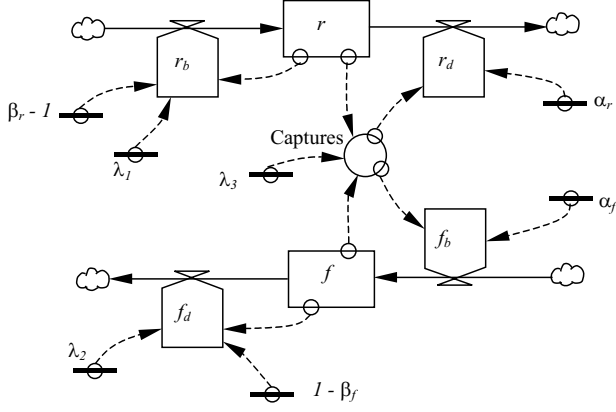 r
r_b
r_d
β_r - 1
α_r
Captures
λ_1
λ_3
α_f
f_b
f
f_d
λ_2
1 - β_f